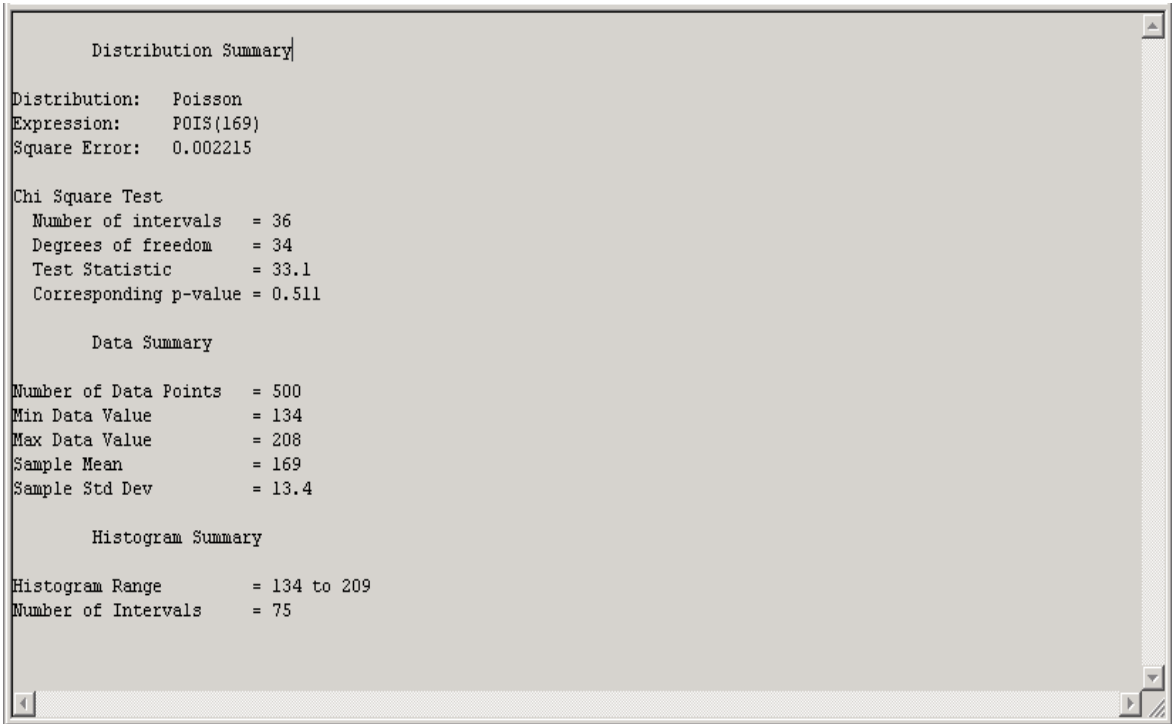 Distribution Summary
Distribution: Poisson
Expression: POIS(169)
Square Error: 0.002215
Chi Square Test
Number of intervals = 36
Degrees of freedom = 34
Test Statistic = 33.1
Corresponding p-value = 0.511
Data Summary
Number of Data Points = 500
Min Data Value = 134
Max Data Value = 208
Sample Mean = 169
Sample Std Dev = 13.4
Histogram Summary
Histogram Range = 134 to 209
Number of Intervals = 75